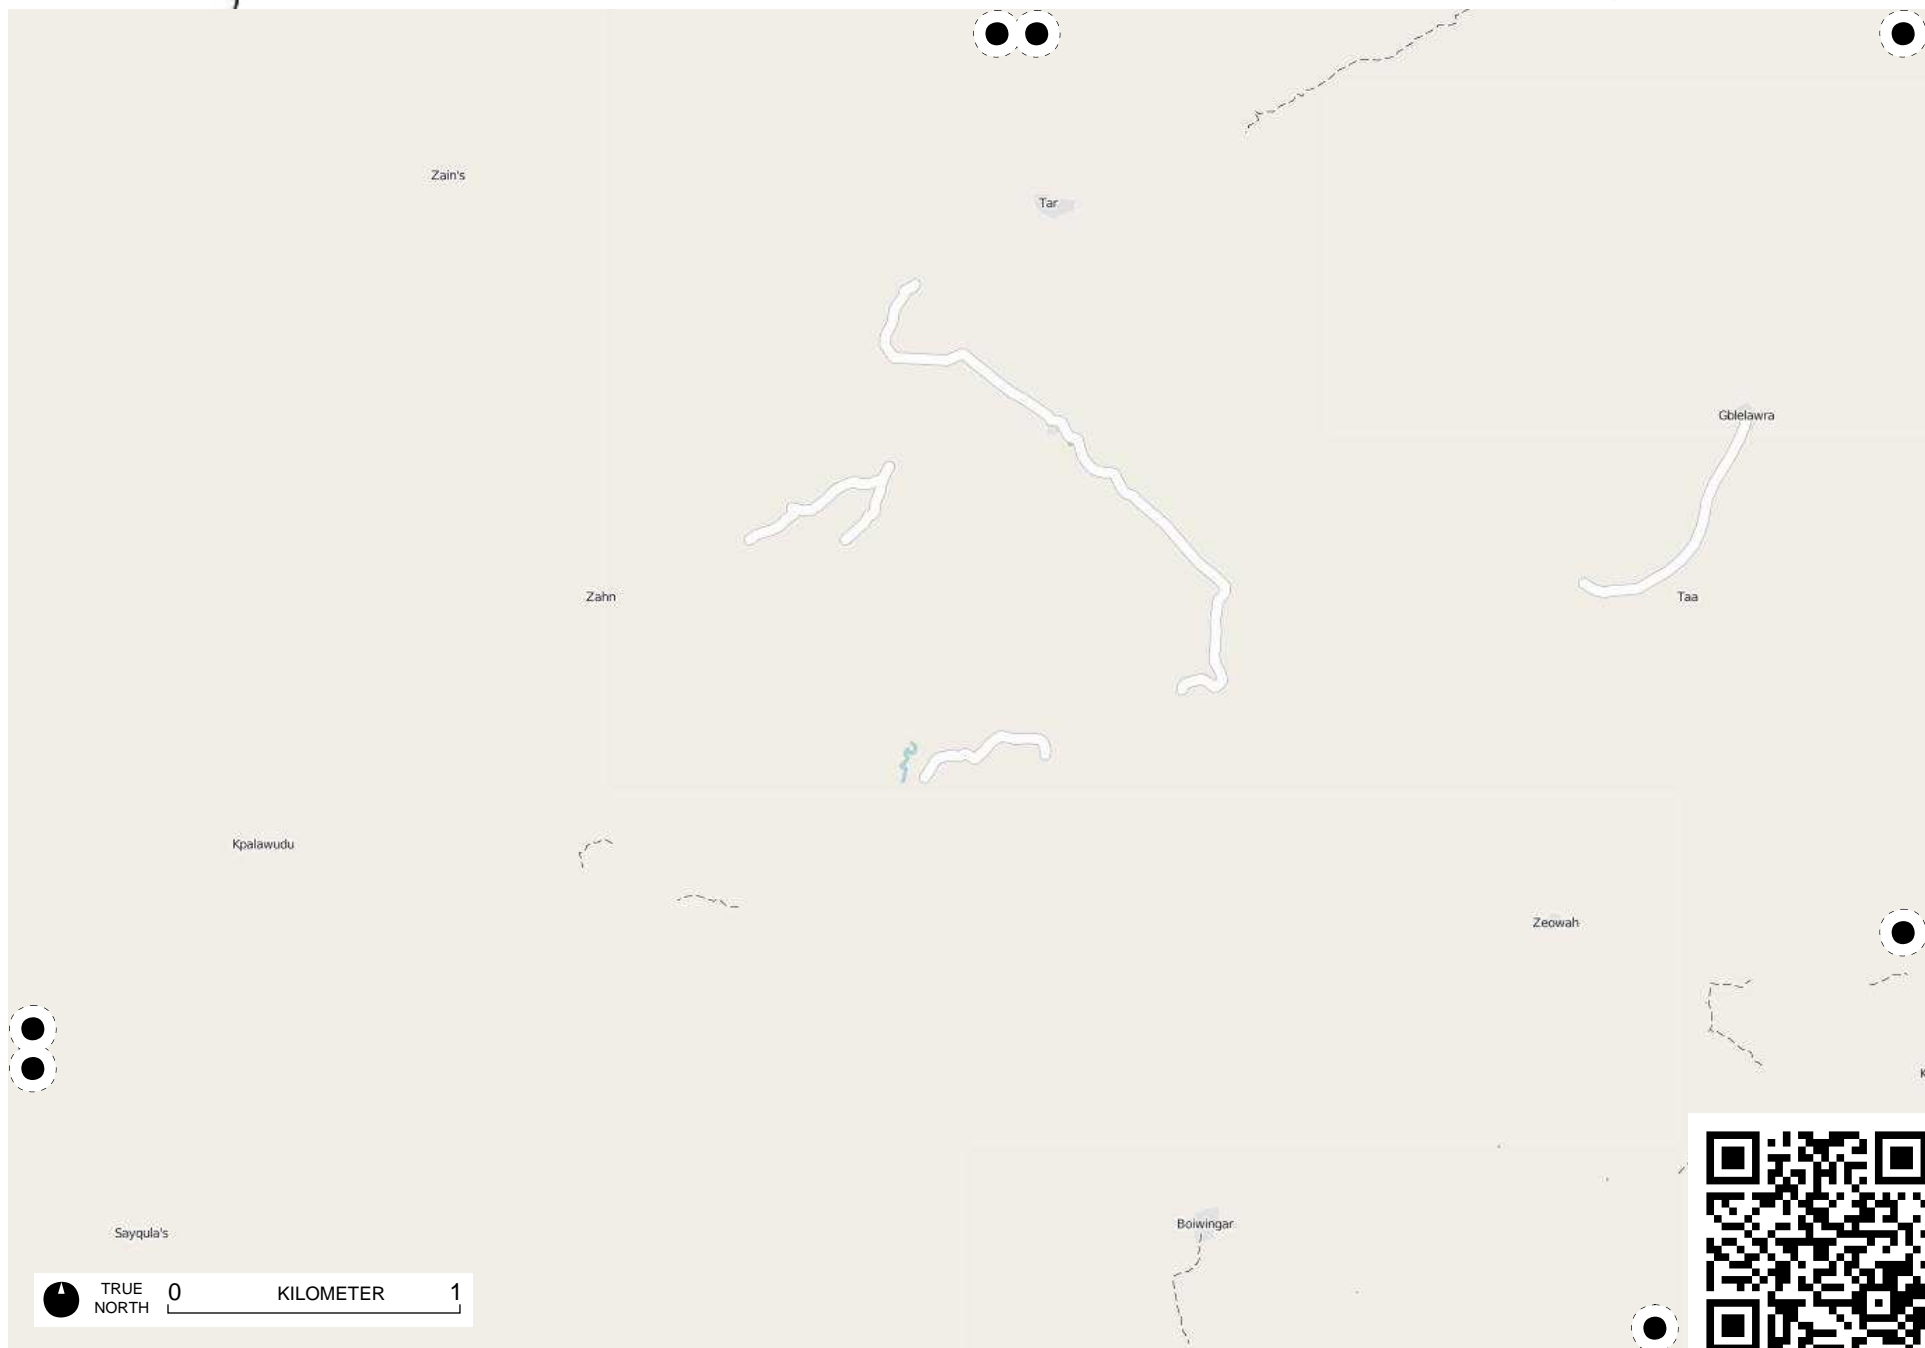 Zain's
Tar
Gblelawra
Zahn
Taa
Kpalawudu
Zeowah
Sayqula's
Boiwingar
TRUE
NORTH
0 KILOMETER 1